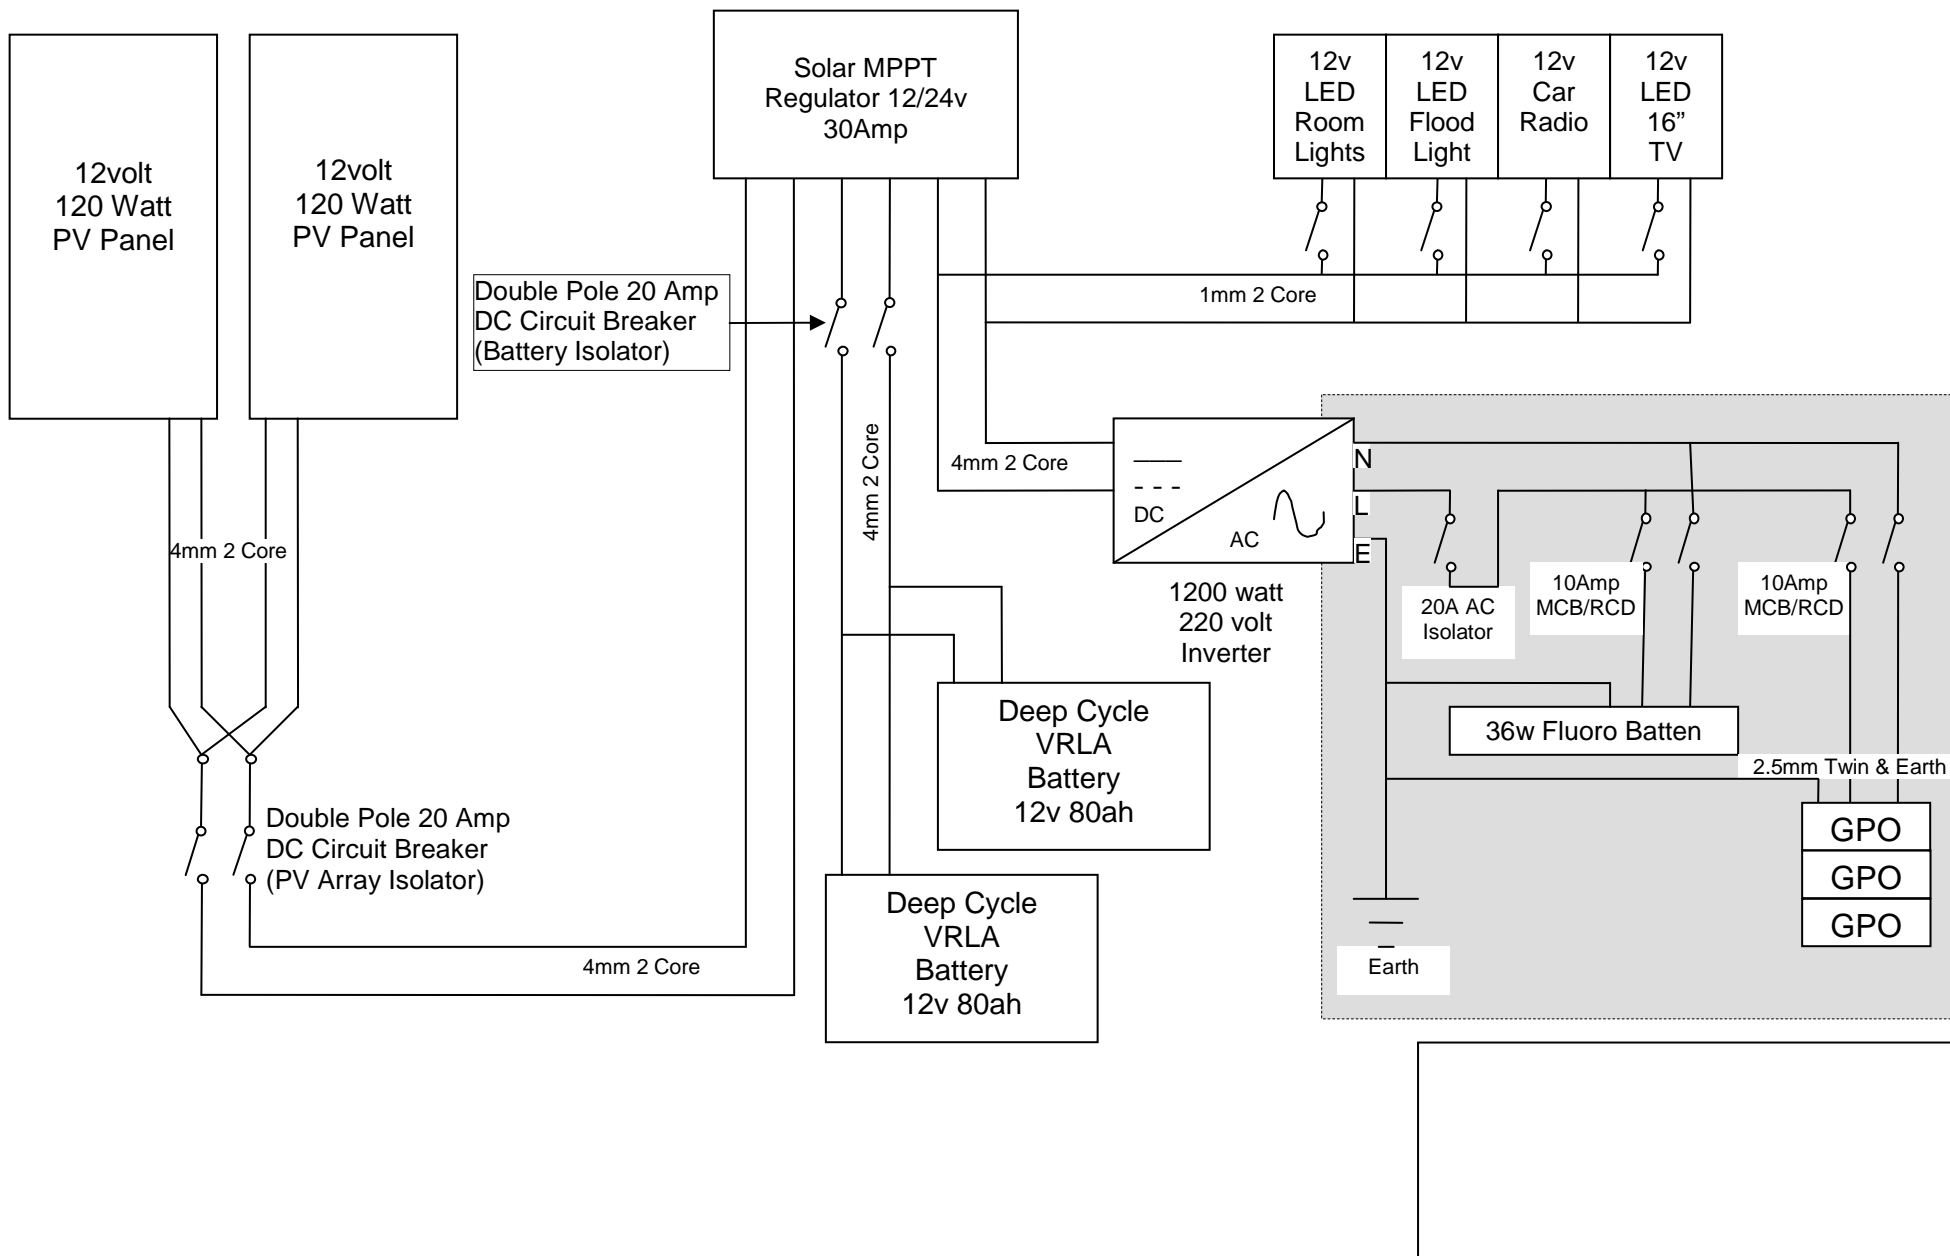 12volt
120 Watt
PV Panel
12volt
120 Watt
PV Panel
Solar MPPT
Regulator 12/24v
30Amp
12v
LED
Room
Lights
12v
LED
Flood
Light
12v
Car
Radio
12v
LED
16”
TV
Double Pole 20 Amp
DC Circuit Breaker
(Battery Isolator)
1mm 2 Core
4mm 2 Core
4mm 2 Core
4mm 2 Core
DC
AC
N
L
E
1200 watt
220 volt
Inverter
20A AC
Isolator
10Amp
MCB/RCD
10Amp
MCB/RCD
36w Fluoro Batten
2.5mm Twin & Earth
GPO
GPO
GPO
Earth
Deep Cycle
VRLA
Battery
12v 80ah
Deep Cycle
VRLA
Battery
12v 80ah
Double Pole 20 Amp
DC Circuit Breaker
(PV Array Isolator)
4mm 2 Core